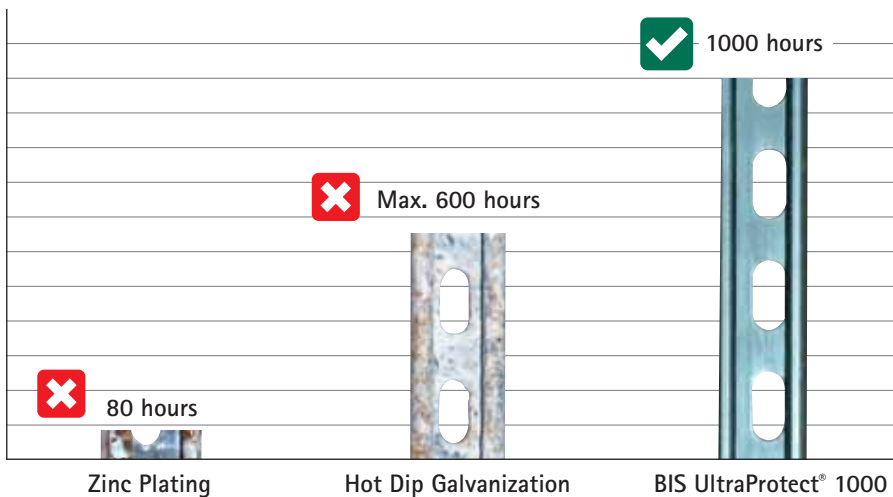 1000 hours
Max. 600 hours
80 hours
Zinc Plating
Hot Dip Galvanization
BIS UltraProtect® 1000